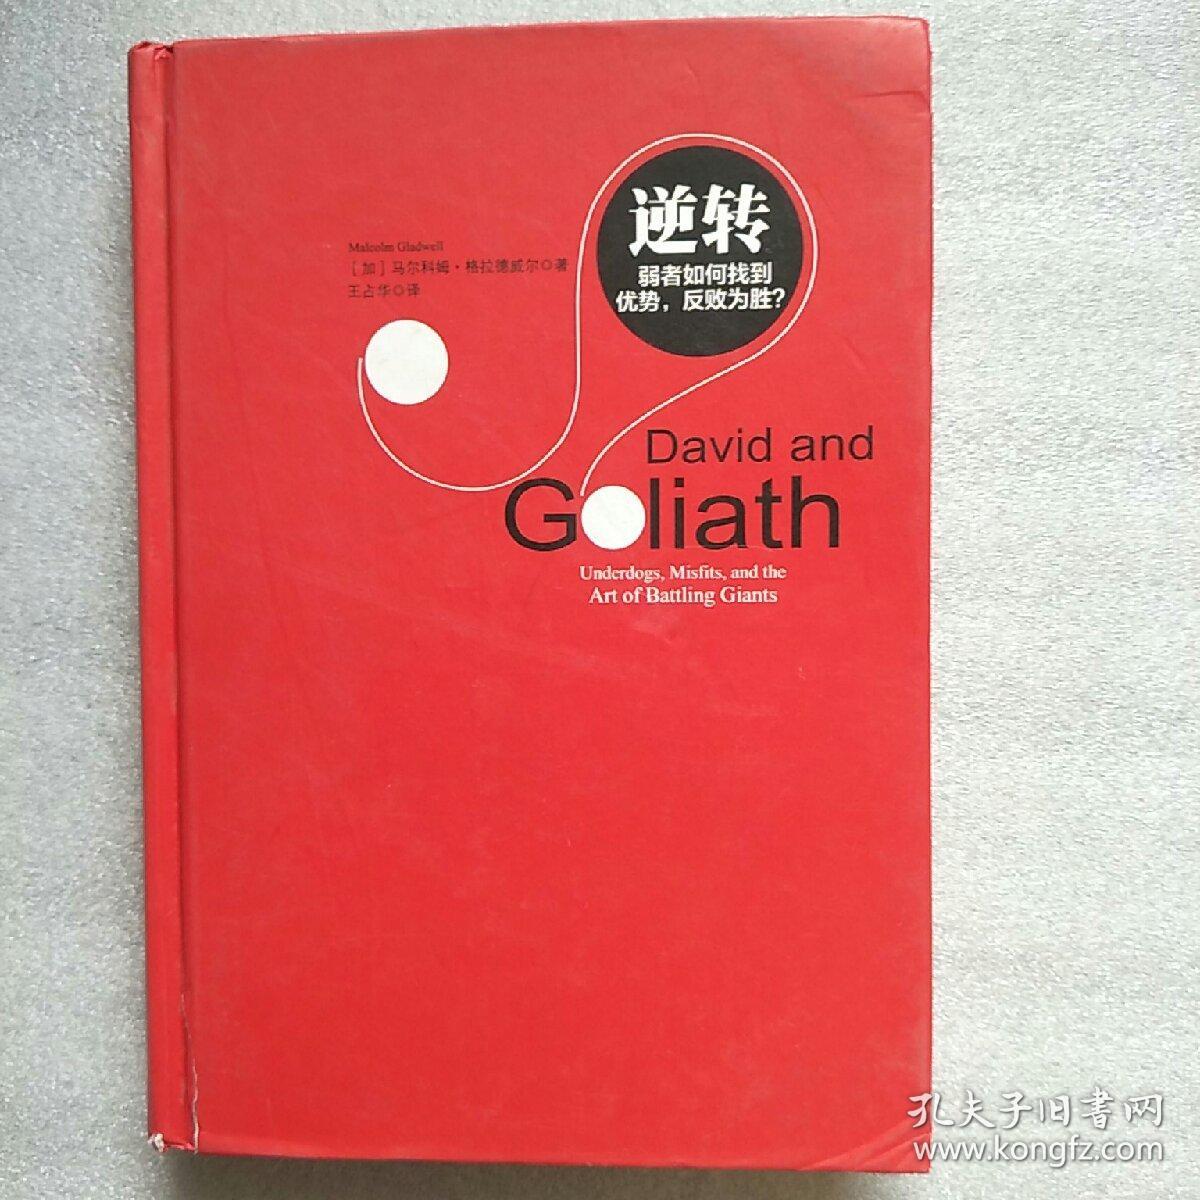 逆转
弱者如何找到
优势，反败为胜？
Malcolm Gladwell
［加］马尔科姆·格拉德威尔◎著
王占华◎译
David and
Goliath
Underdogs, Misfits, and the
Art of Battling Giants
孔夫子旧书网
www.kongfz.com